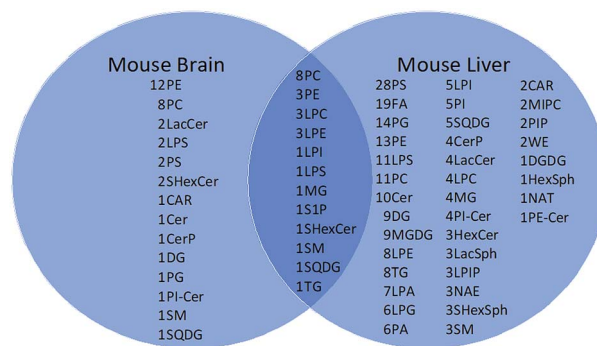 Mouse Brain
12PE
8PC
2LacCer
2LPS
2PS
2SHexCer
1CAR
1Cer
1CerP
1DG
1PG
1PI-Cer
1SM
1SQDG
8PC
3PE
3LPC
3LPE
1LPI
1LPS
1MG
1S1P
1SHexCer
1SM
1SQDG
1TG
Mouse Liver
28PS
19FA
14PG
13PE
11LPS
11PC
10Cer
9DG
9MGDG
8LPE
8TG
7LPA
6LPG
6PA
5LPI
5PI
5SQDG
4CerP
4LacCer
4LPC
4MG
4PI-Cer
3HexCer
3LacSph
3LPIP
3NAE
3SHexSph
3SM
2CAR
2MIPC
2PIP
2WE
1DGDG
1HexSph
1NAT
1PE-Cer